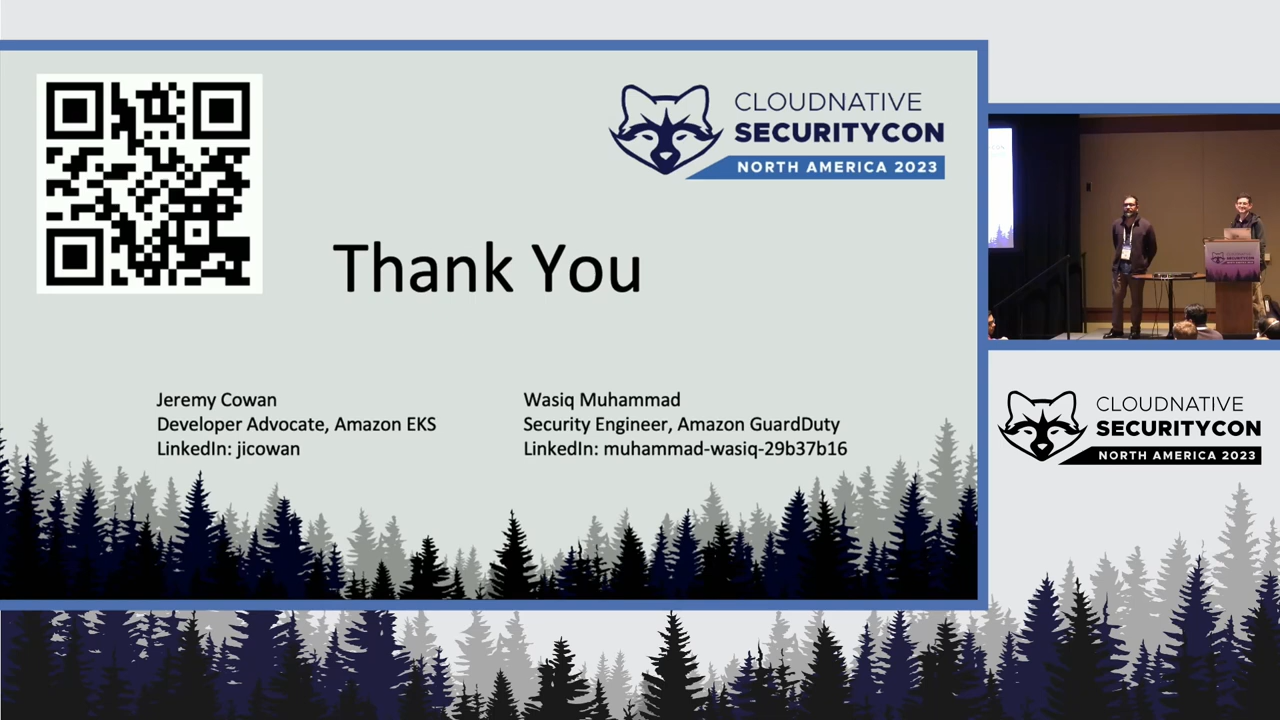 CLOUDNATIVE
SECURITYCON
NORTH AMERICA 2023
Thank You
Jeremy Cowan
Developer Advocate, Amazon EKS
LinkedIn: jicowan
Wasiq Muhammad
Security Engineer, Amazon GuardDuty
LinkedIn: muhammad-wasiq-29b37b16
CLOUDNATIVE
SECURITYCON
NORTH AMERICA 2023